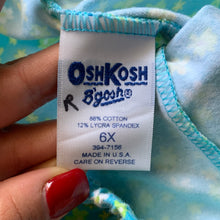 OSHKOSH
B'gosh®
R
88% COTTON
12% LYCRA SPANDEX
6X
394-7156
MADE IN U.S.A.
CARE ON REVERSE